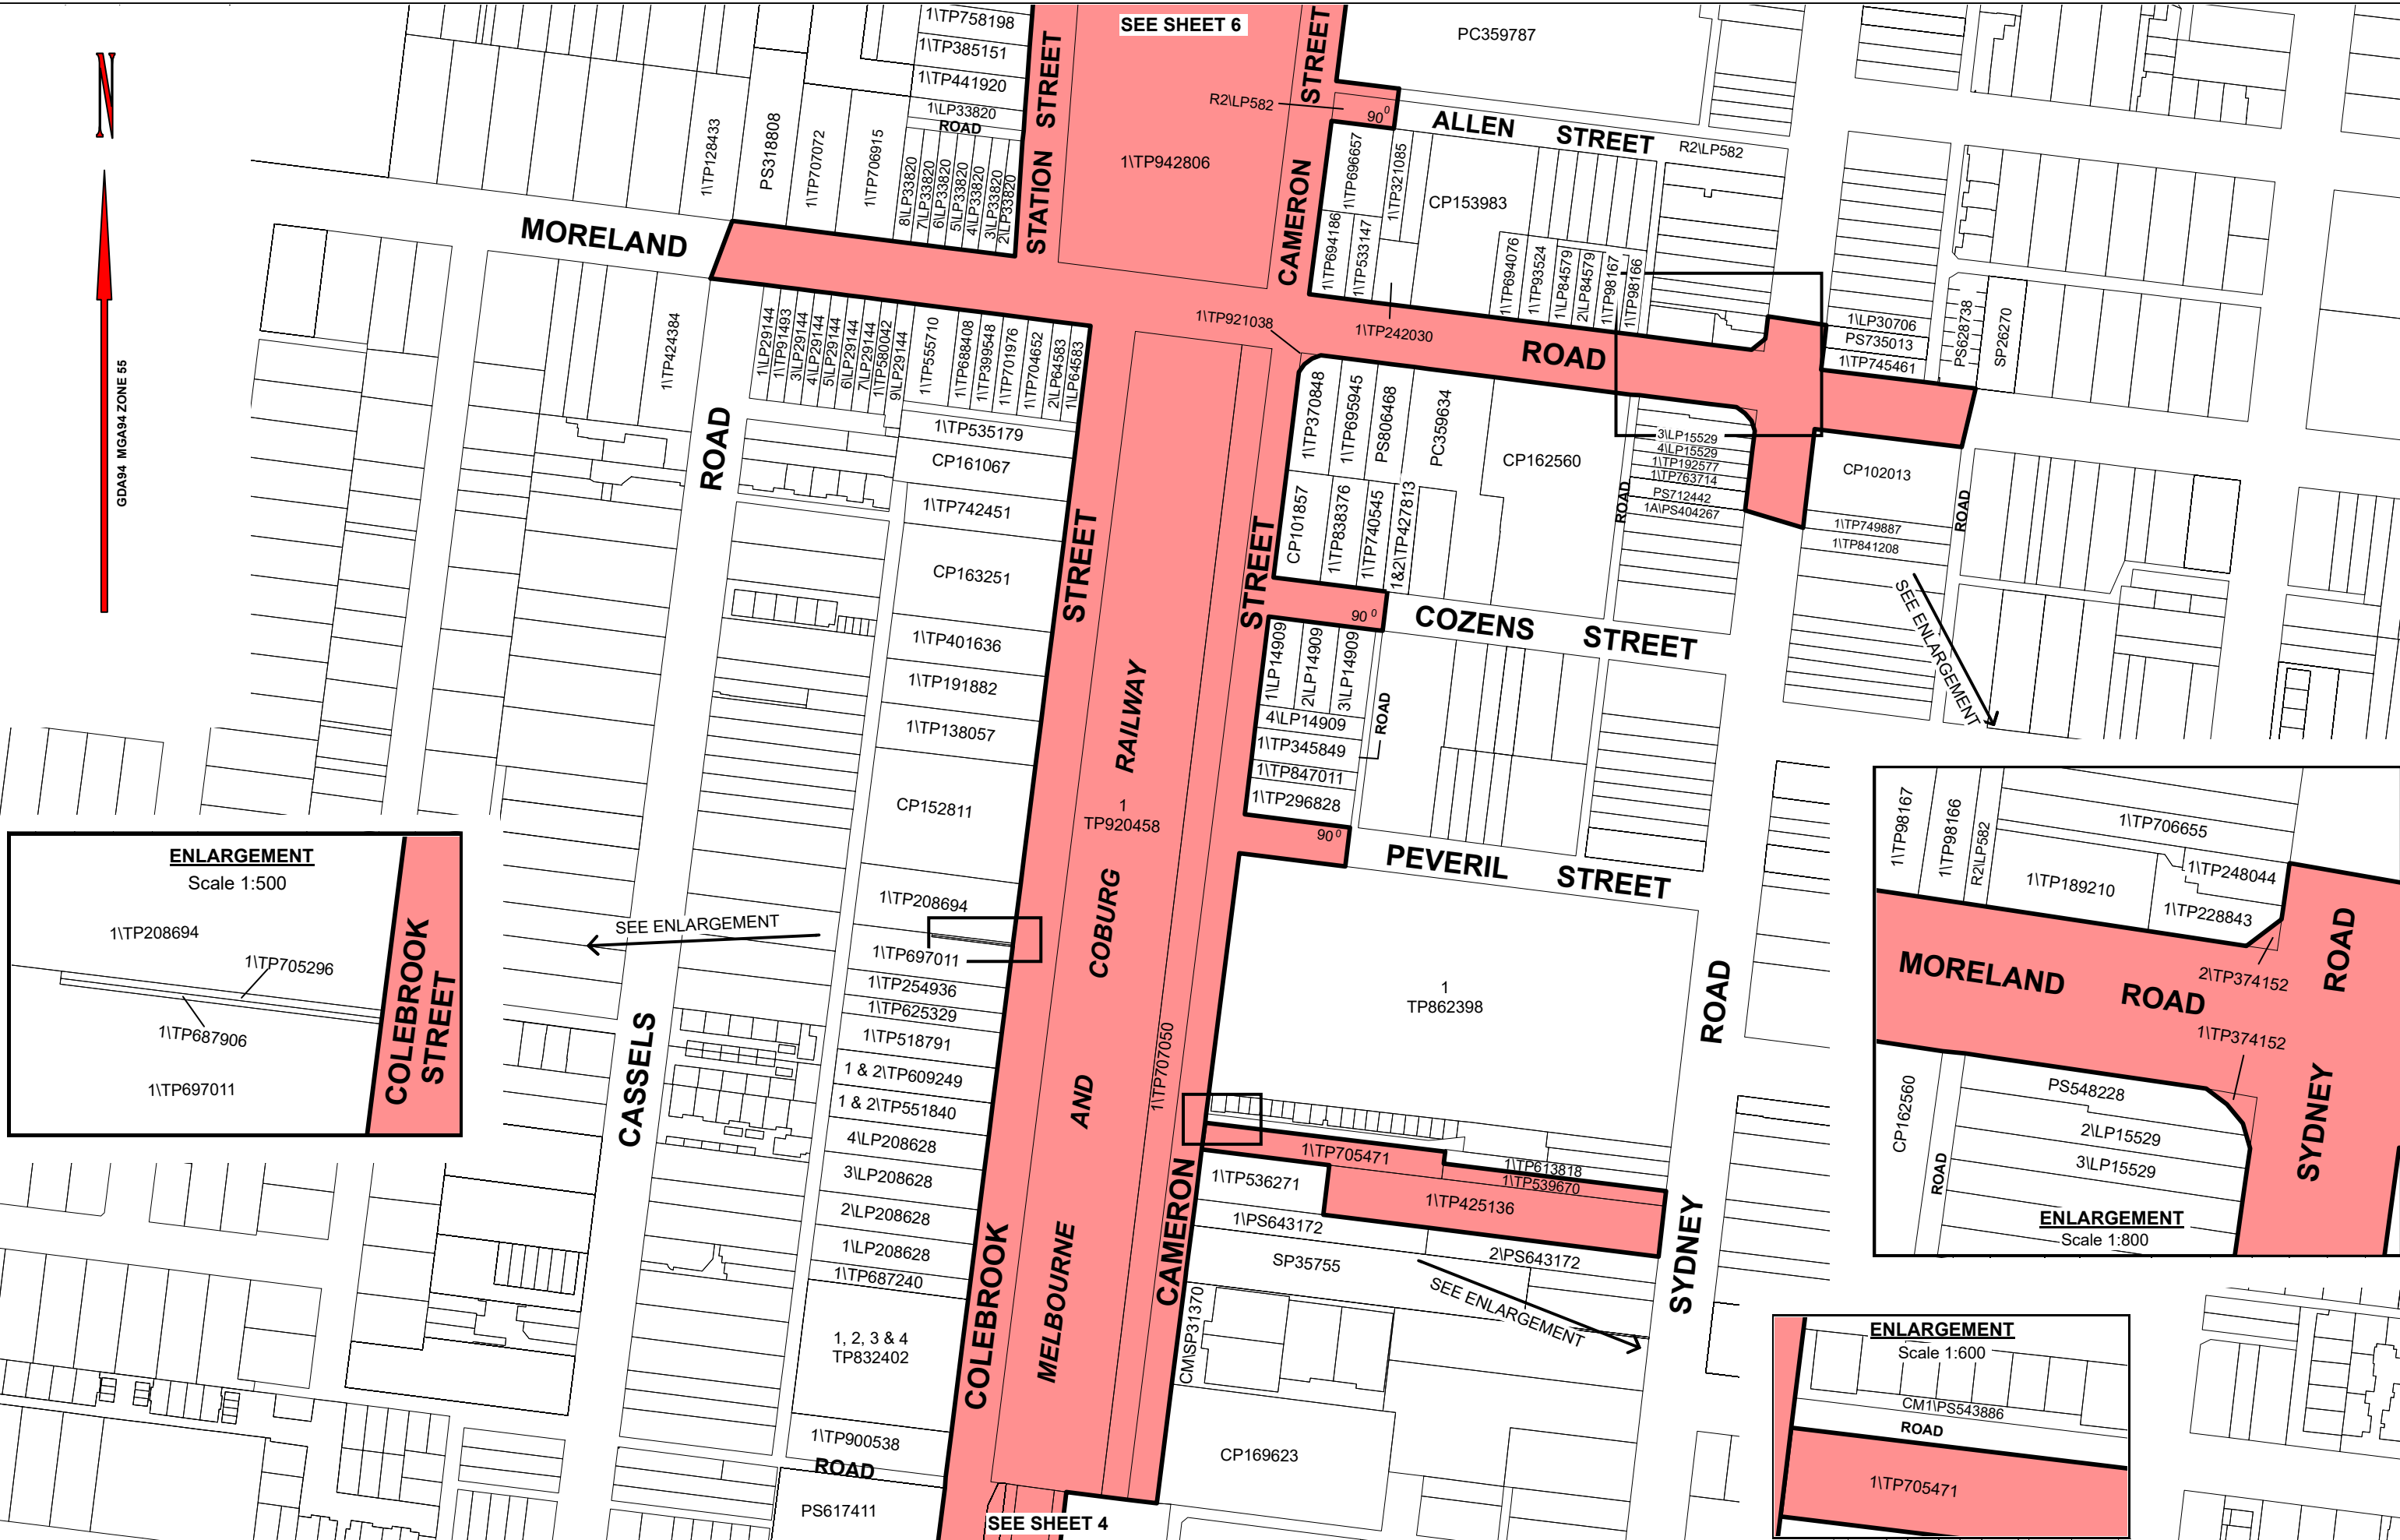 SEE SHEET 6
N
GDA94 MGA94 ZONE 55
1\TP758198
1\TP385151
1\TP441920
1\LP33820
ROAD
8\LP33820
7\LP33820
6\LP33820
5\LP33820
4\LP33820
3\LP33820
2\LP33820
1\TP128433
PS318808
1\TP707072
1\TP706915
STATION STREET
1\TP942806
CAMERON STREET
PC359787
R2\LP582
90⁰
ALLEN STREET
R2\LP582
1\TP696657
1\TP321085
CP153983
1\TP694186
1\TP533147
1\TP694076
1\TP93524
1\LP84579
2\LP84579
1\TP98167
1\TP98166
1\TP242030
1\TP921038
MORELAND ROAD
1\LP30706
PS735013
1\TP745461
PS628738
SP26270
1\TP424384
1\LP29144
1\TP91493
3\LP29144
4\LP29144
5\LP29144
6\LP29144
7\LP29144
1\TP580042
9\LP29144
1\TP555710
1\TP688408
1\TP399548
1\TP701976
1\TP704652
2\LP64583
1\LP64583
1\TP535179
CP161067
1\TP742451
CP163251
1\TP401636
1\TP191882
1\TP138057
CP152811
1\TP208694
1\TP697011
1\TP254936
1\TP625329
1\TP518791
1 & 2\TP609249
1 & 2\TP551840
4\LP208628
3\LP208628
2\LP208628
1\LP208628
1\TP687240
1, 2, 3 & 4
TP832402
1\TP900538
ROAD
PS617411
CASSELS ROAD
COLEBROOK STREET
MELBOURNE AND COBURG RAILWAY
1
TP920458
1\TP707050
CAMERON STREET
1\TP370848
1\TP695945
PS806468
PC359634
CP162560
CP101857
1\TP838376
1\TP740545
1&2\TP427813
3\LP15529
4\LP15529
1\TP192577
1\TP763714
PS712442
1A\PS404267
ROAD
CP102013
1\TP749887
1\TP841208
ROAD
SEE ENLARGEMENT
90⁰
COZENS STREET
1\LP14909
2\LP14909
3\LP14909
4\LP14909
1\TP345849
1\TP847011
1\TP296828
ROAD
90⁰
PEVERIL STREET
1
TP862398
SYDNEY ROAD
1\TP705471
1\TP613818
1\TP539670
1\TP425136
1\TP536271
1\PS643172
2\PS643172
SP35755
CM\SP31370
CP169623
SEE ENLARGEMENT
SEE SHEET 4
SEE ENLARGEMENT
ENLARGEMENT
Scale 1:500
1\TP208694
1\TP705296
1\TP687906
1\TP697011
COLEBROOK
STREET
1\TP98167
1\TP98166
R2\LP582
1\TP706655
1\TP189210
1\TP248044
1\TP228843
MORELAND ROAD
2\TP374152
1\TP374152
SYDNEY ROAD
CP162560
ROAD
PS548228
2\LP15529
3\LP15529
ENLARGEMENT
Scale 1:800
ENLARGEMENT
Scale 1:600
CM1\PS543886
ROAD
1\TP705471